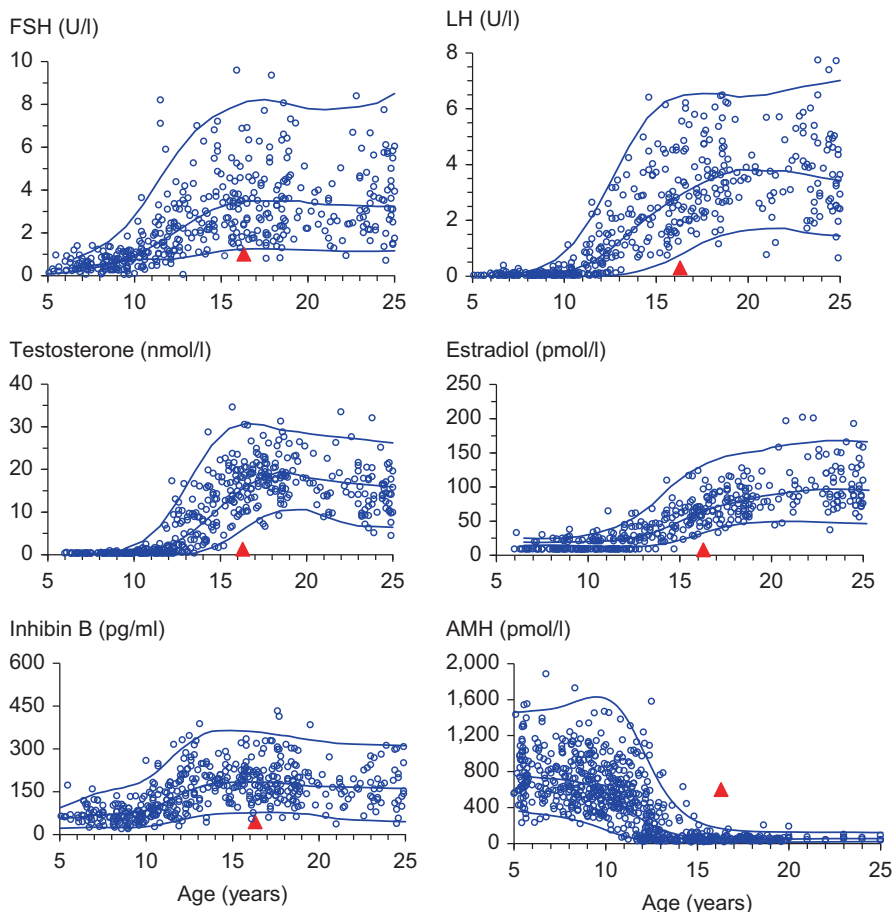 FSH (U/l)
10
8
6
4
2
0
5 10 15 20 25
LH (U/l)
8
6
4
2
0
5 10 15 20 25
Testosterone (nmol/l)
40
30
20
10
0
5 10 15 20 25
Estradiol (pmol/l)
250
200
150
100
50
0
5 10 15 20 25
Inhibin B (pg/ml)
600
450
300
150
0
5 10 15 20 25
Age (years)
AMH (pmol/l)
2,000
1,600
1,200
800
400
0
5 10 15 20 25
Age (years)